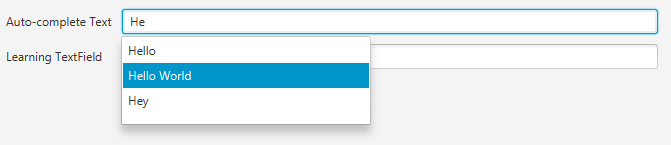 Auto-complete Text He
Hello
Learning TextField
Hello World
Hey